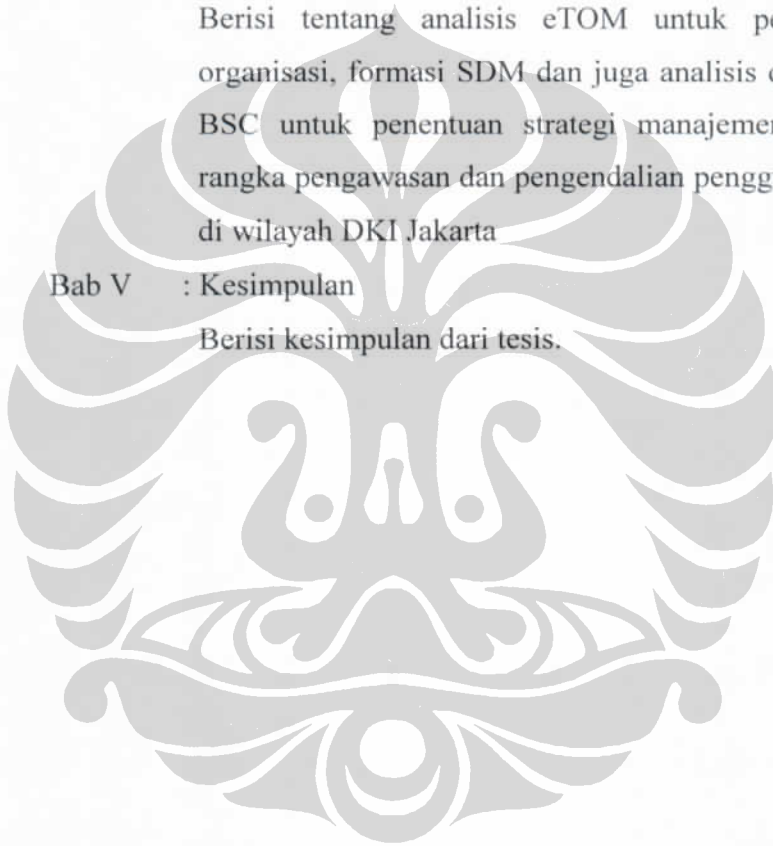 Berisi tentang analisis eTOM untuk
organisasi, formasi SDM dan juga analisis
BSC untuk penentuan strategi
rangka pengawasan dan pengendalian
di wilayah DKI Jakarta
Bab V : Kesimpulan
Berisi kesimpulan dari tesis.